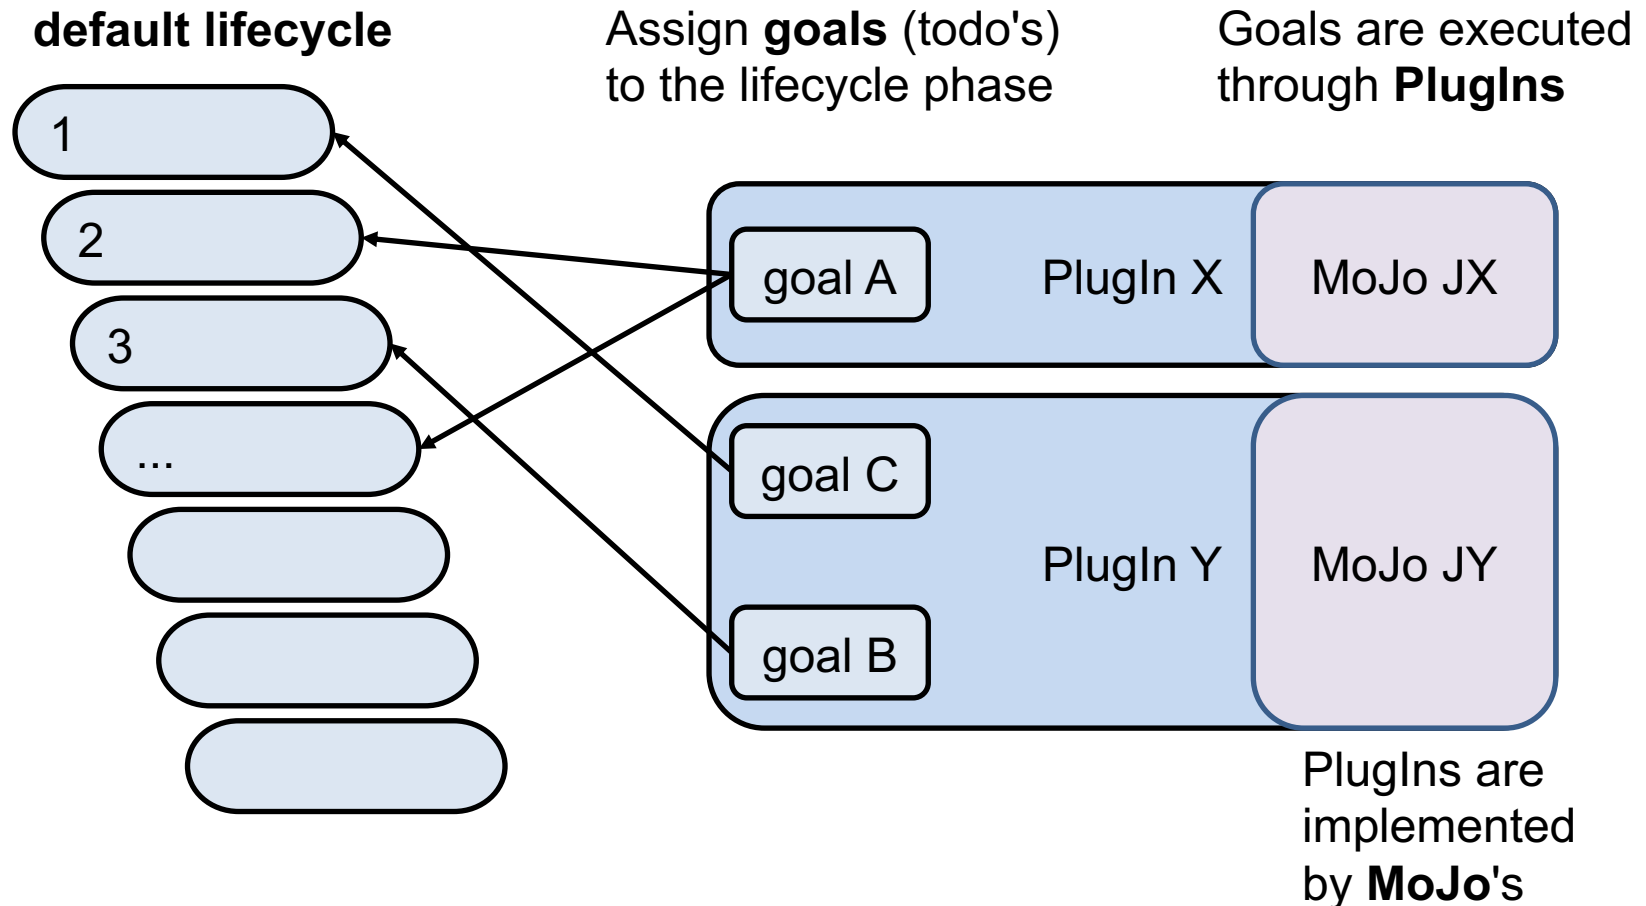 default lifecycle
Assign goals (todo's)
to the lifecycle phase
Goals are executed
through PlugIns
1
2
3
...
goal A
PlugIn X
MoJo JX
goal C
PlugIn Y
MoJo JY
goal B
PlugIns are
implemented
by MoJo's